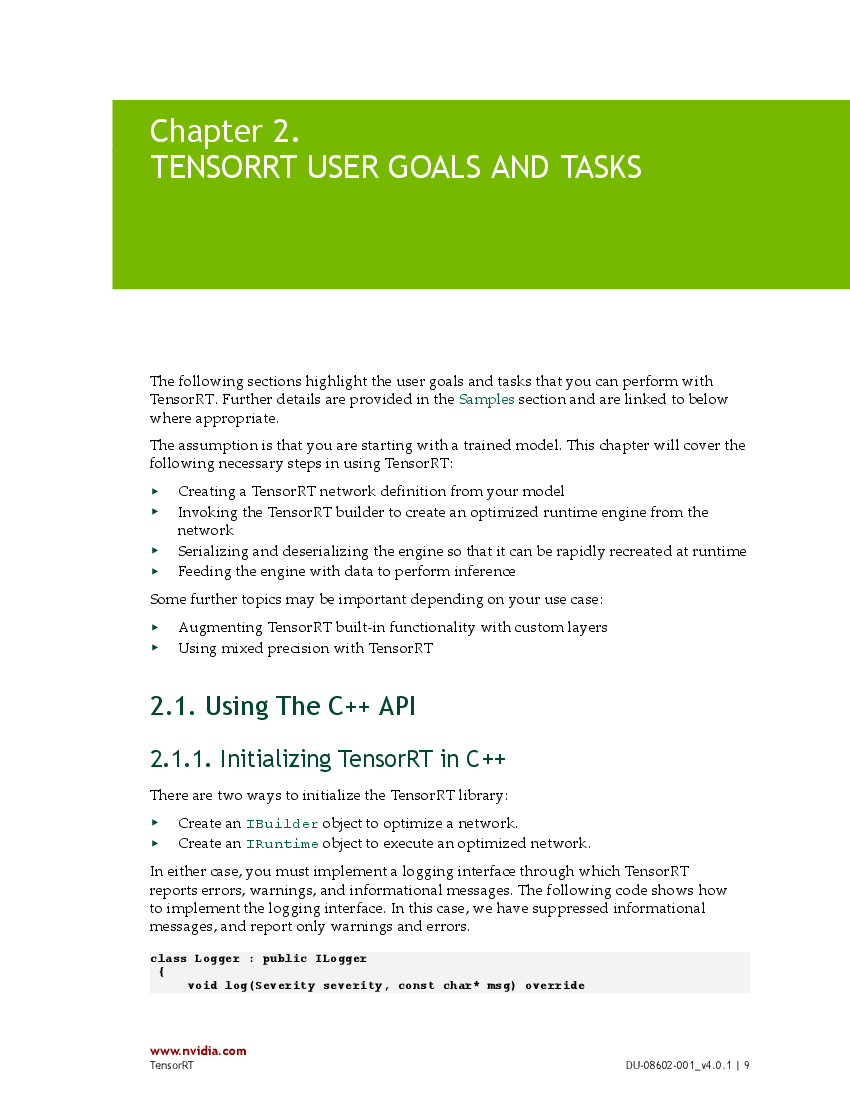 Chapter 2.
TENSORRT USER GOALS AND TASKS
The following sections highlight the user goals and tasks that you can perform with
TensorRT. Further details are provided in the Samples section and are linked to below
where appropriate.
The assumption is that you are starting with a trained model. This chapter will cover the
following necessary steps in using TensorRT:
‣ Creating a TensorRT network definition from your model
‣ Invoking the TensorRT builder to create an optimized runtime engine from the
network
‣ Serializing and deserializing the engine so that it can be rapidly recreated at runtime
‣ Feeding the engine with data to perform inference
Some further topics may be important depending on your use case:
‣ Augmenting TensorRT built-in functionality with custom layers
‣ Using mixed precision with TensorRT
2.1. Using The C++ API
2.1.1. Initializing TensorRT in C++
There are two ways to initialize the TensorRT library:
‣ Create an IBuilder object to optimize a network.
‣ Create an IRuntime object to execute an optimized network.
In either case, you must implement a logging interface through which TensorRT
reports errors, warnings, and informational messages. The following code shows how
to implement the logging interface. In this case, we have suppressed informational
messages, and report only warnings and errors.
class Logger : public ILogger
{
void log(Severity severity, const char* msg) override
www.nvidia.com
TensorRT DU-08602-001_v4.0.1 | 9